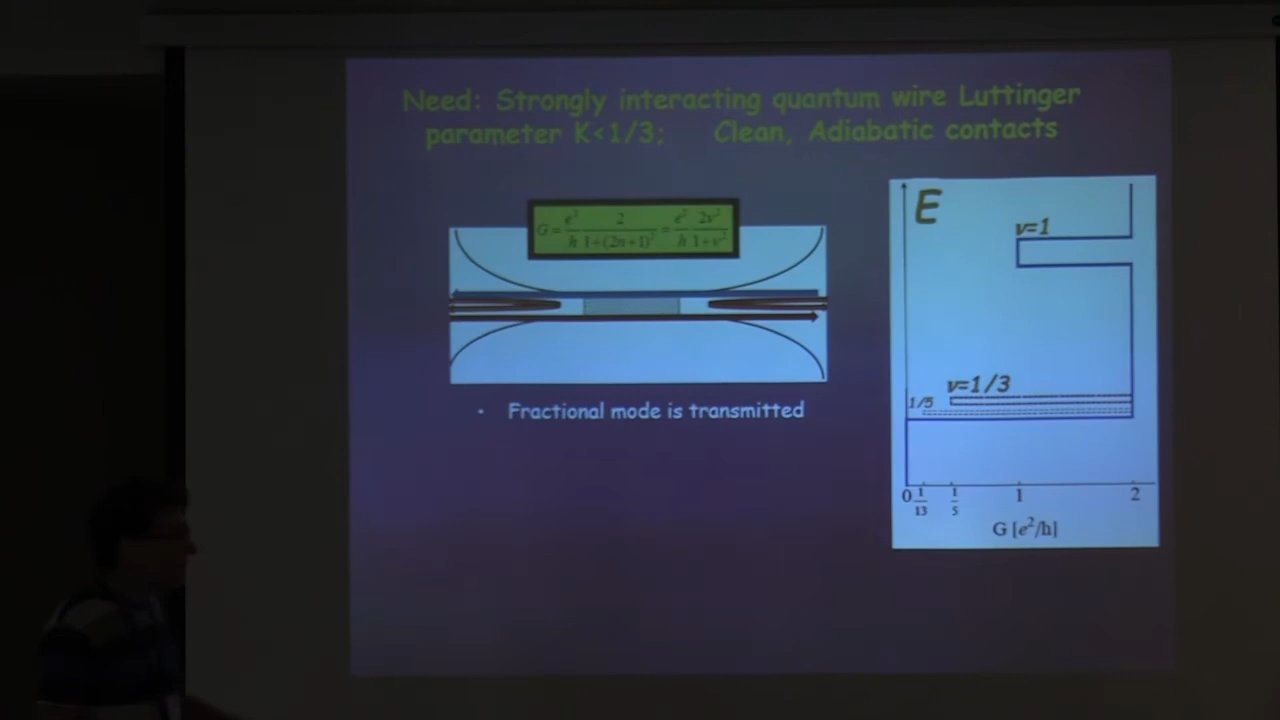 Need: Strongly interacting quantum wire Luttinger
parameter K<1/3; Clean, Adiabatic contacts
G = e²/h 2/1+(2n+1)² = e²/h 2ν²/1+ν²
• Fractional mode is transmitted
E
ν=1
ν=1/3
1/5
0 1/13 1/5 1 2
G [e²/h]